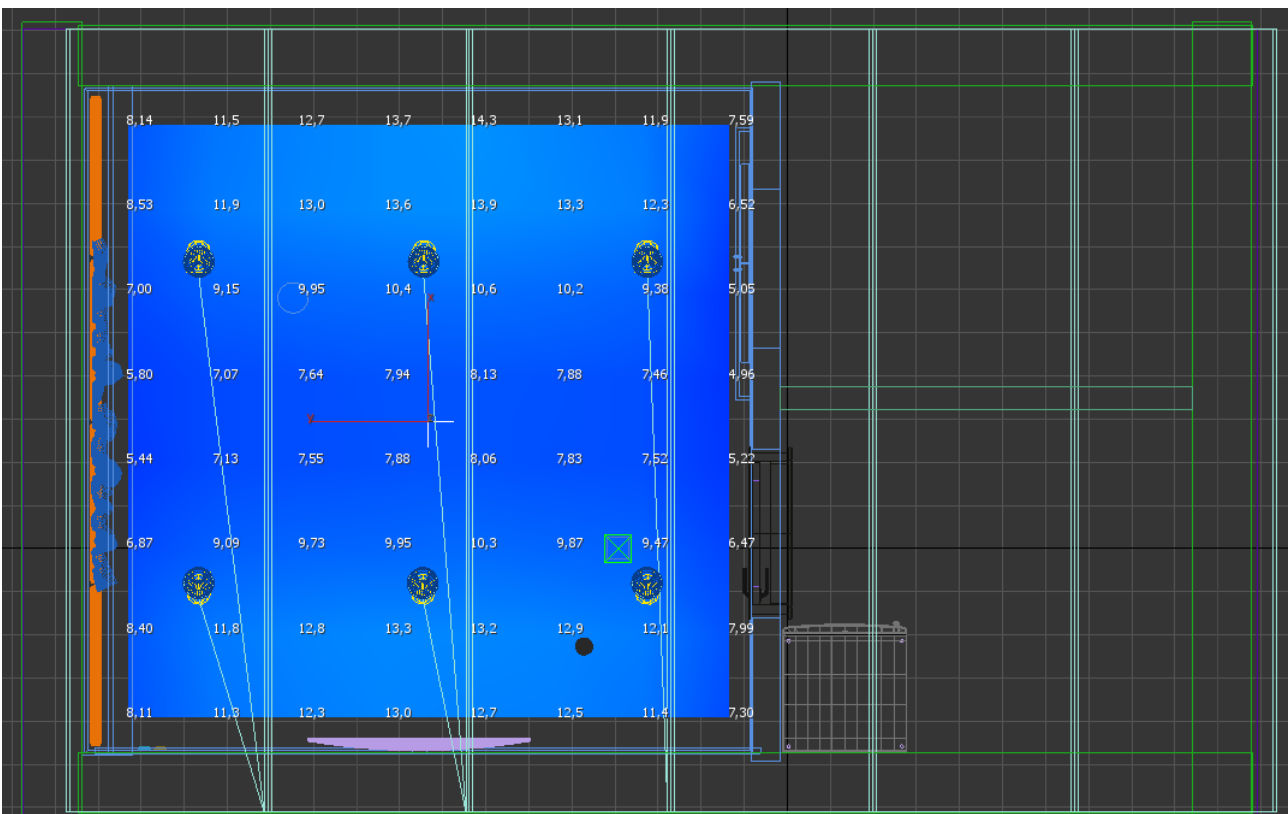 8,14 11,5 12,7 13,7 14,3 13,1 11,9 7,59
8,53 11,9 13,0 13,6 13,9 13,3 12,3 6,52
7,00 9,15 9,95 10,4 10,6 10,2 9,38 5,05
x
5,80 7,07 7,64 7,94 8,13 7,88 7,46 4,96
y z
5,44 7,13 7,55 7,88 8,06 7,83 7,52 5,22
6,87 9,09 9,73 9,95 10,3 9,87 9,47 6,47
8,40 11,8 12,8 13,3 13,2 12,9 12,1 7,99
8,11 11,3 12,3 13,0 12,7 12,5 11,4 7,30